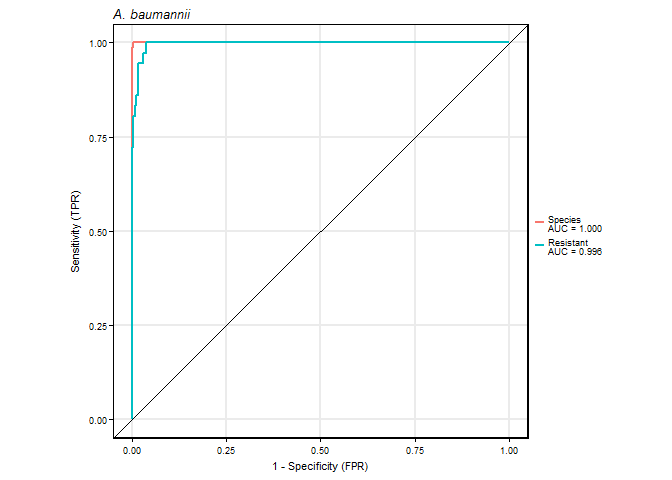 A. baumannii
1.00
0.75
0.50
0.25
0.00
Sensitivity (TPR)
0.00 0.25 0.50 0.75 1.00
1 - Specificity (FPR)
Species
AUC = 1.000
Resistant
AUC = 0.996